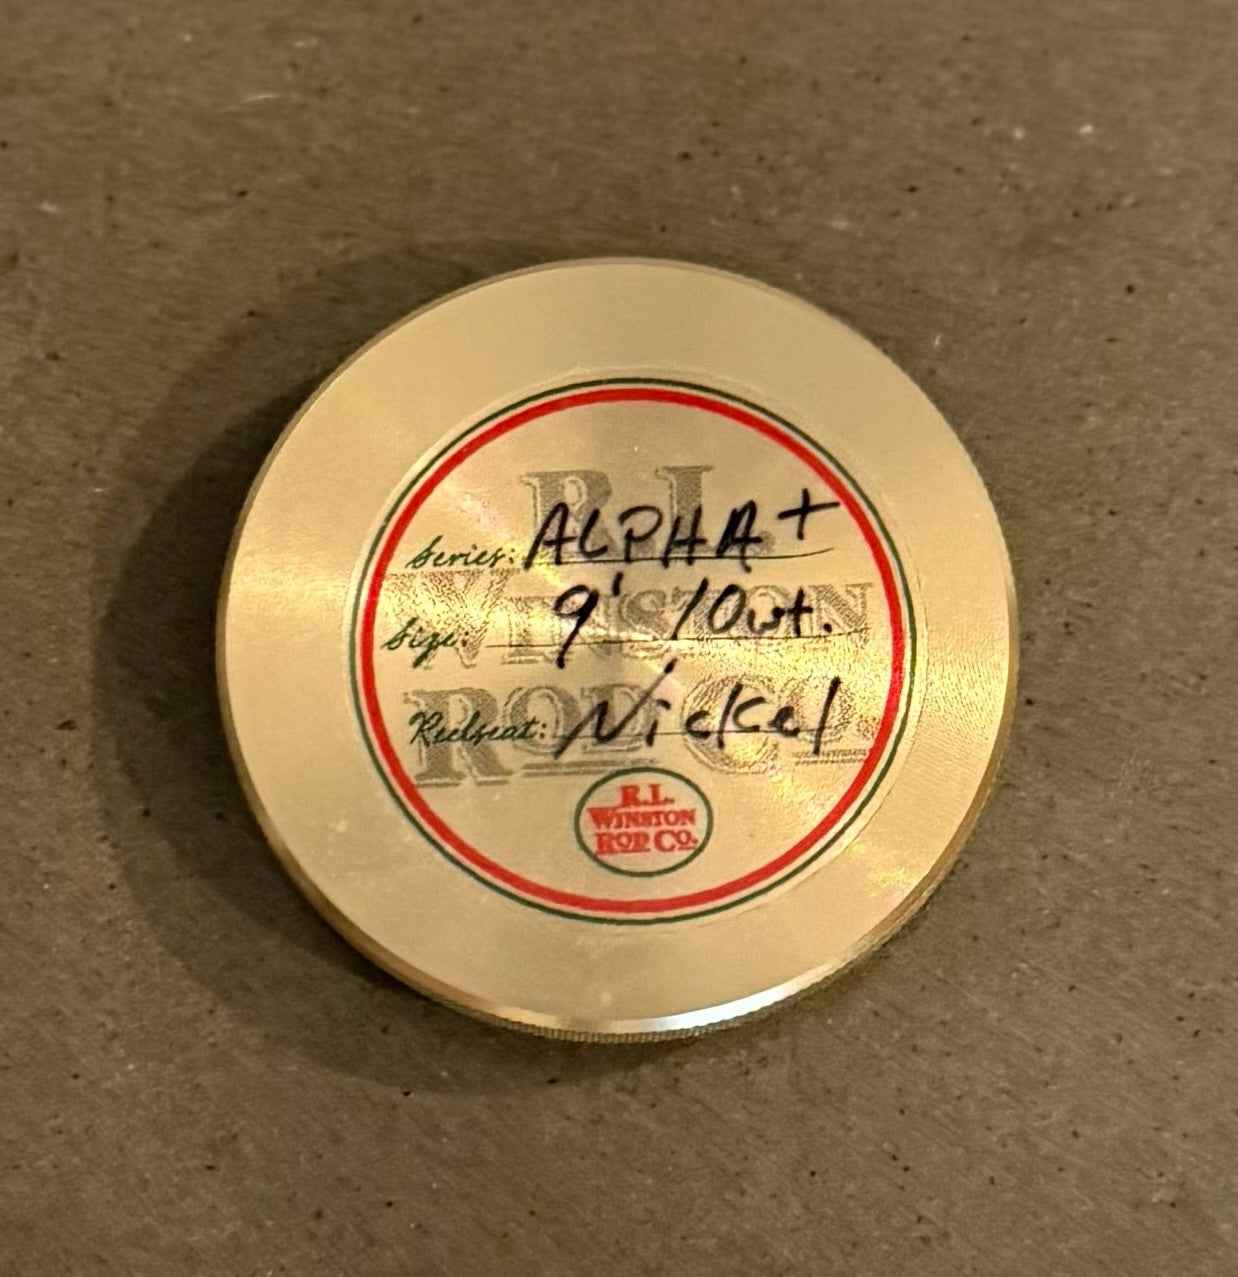 R.L.
WINSTON
ROD CO.
Series: ALPHA+
Size: 9' 10wt.
Reelseat: Nickel
R.L.
WINSTON
ROD CO.